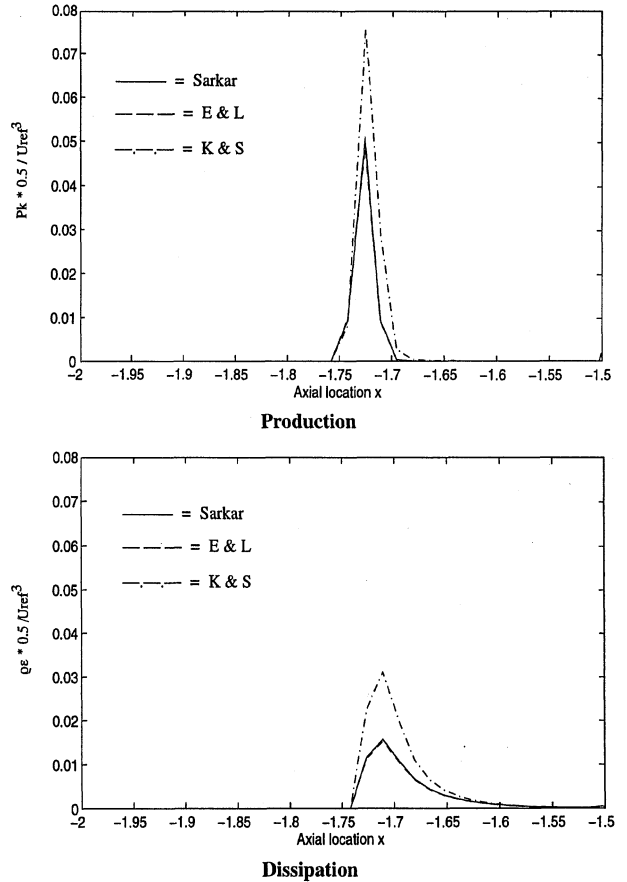 0.08
0.07
0.06
0.05
0.04
0.03
0.02
0.01
0
Pk * 0.5 / Uref³
= Sarkar
= E & L
= K & S
-2 -1.95 -1.9 -1.85 -1.8 -1.75 -1.7 -1.65 -1.6 -1.55 -1.5
Axial location x
Production
0.08
0.07
0.06
0.05
0.04
0.03
0.02
0.01
0
ϱε * 0.5 /Uref³
= Sarkar
= E & L
= K & S
-2 -1.95 -1.9 -1.85 -1.8 -1.75 -1.7 -1.65 -1.6 -1.55 -1.5
Axial location x
Dissipation